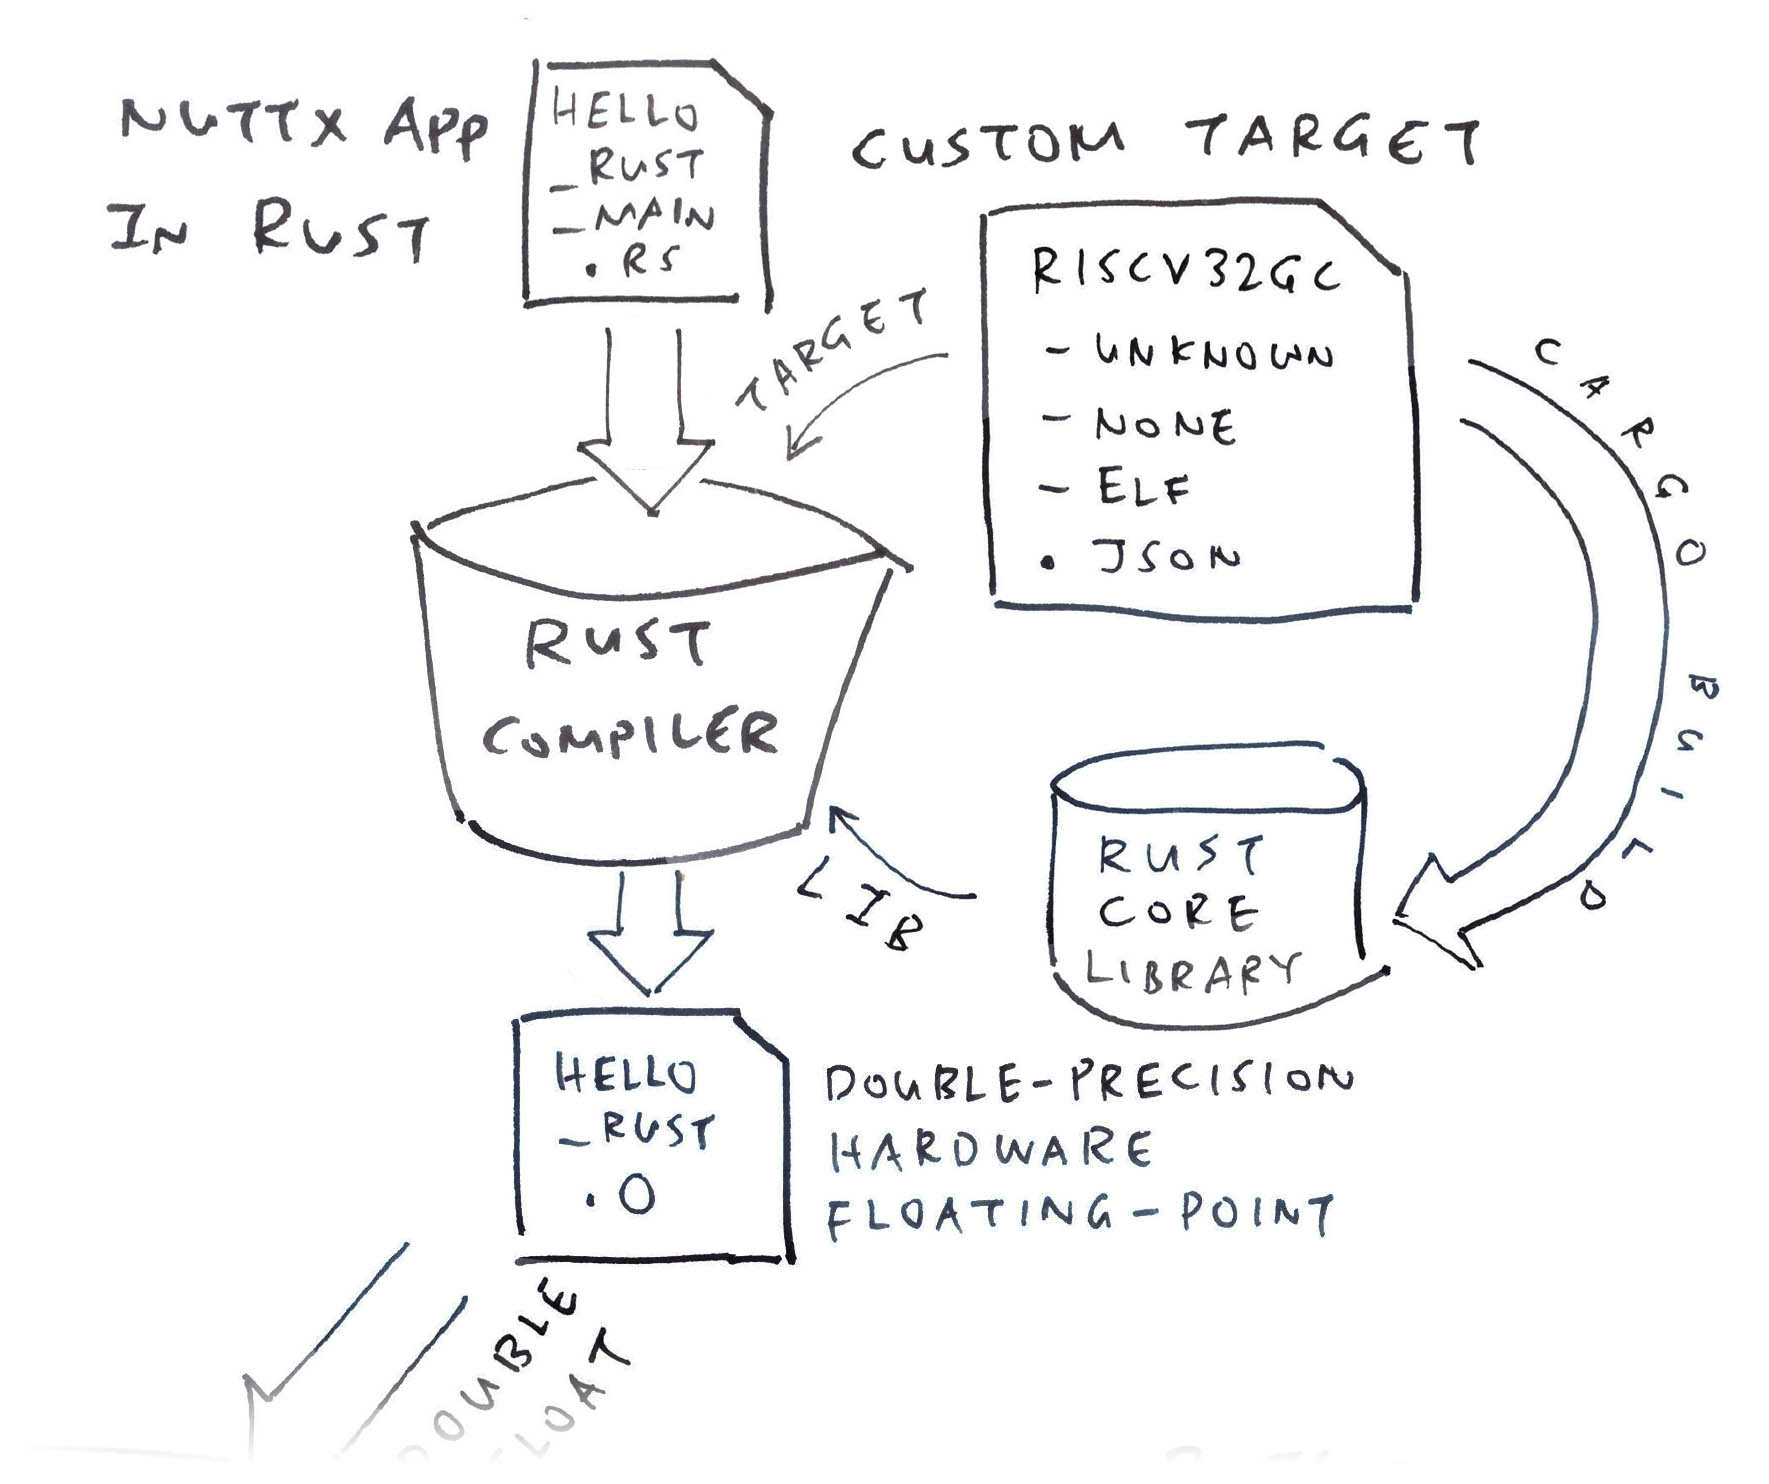 NUTTX APP
IN RUST
HELLO
_RUST
_MAIN
.RS
CUSTOM TARGET
RISCV32GC
- UNKNOWN
- NONE
- ELF
. JSON
TARGET
CARGO BUILD
RUST
COMPILER
LIB
RUST
CORE
LIBRARY
HELLO
_RUST
.O
DOUBLE-PRECISION
HARDWARE
FLOATING-POINT
DOUBLE
FLOAT